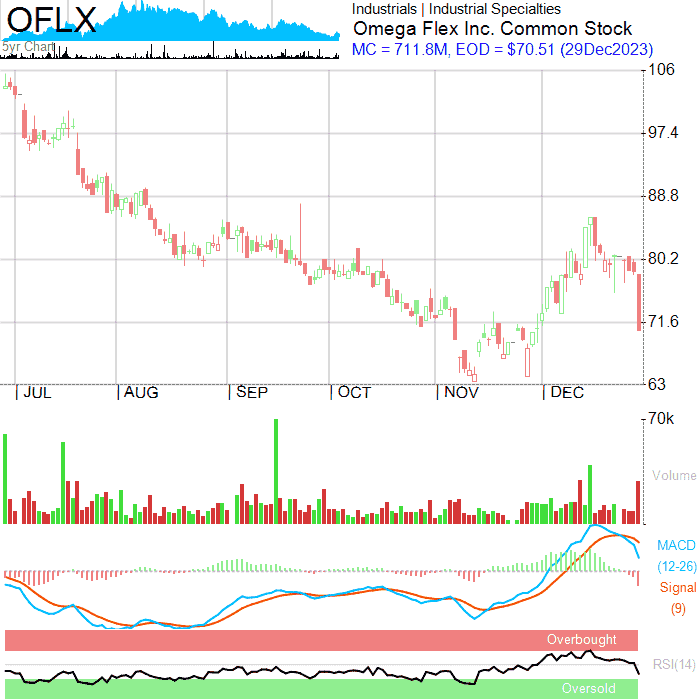 OFLX
5yr Chart
Industrials | Industrial Specialties
Omega Flex Inc. Common Stock
MC = 711.8M, EOD = $70.51 (29Dec2023)
106
97.4
88.8
80.2
71.6
63
JUL AUG SEP OCT NOV DEC
70k
Volume
MACD
(12-26)
Signal
(9)
Overbought
RSI(14)
Oversold